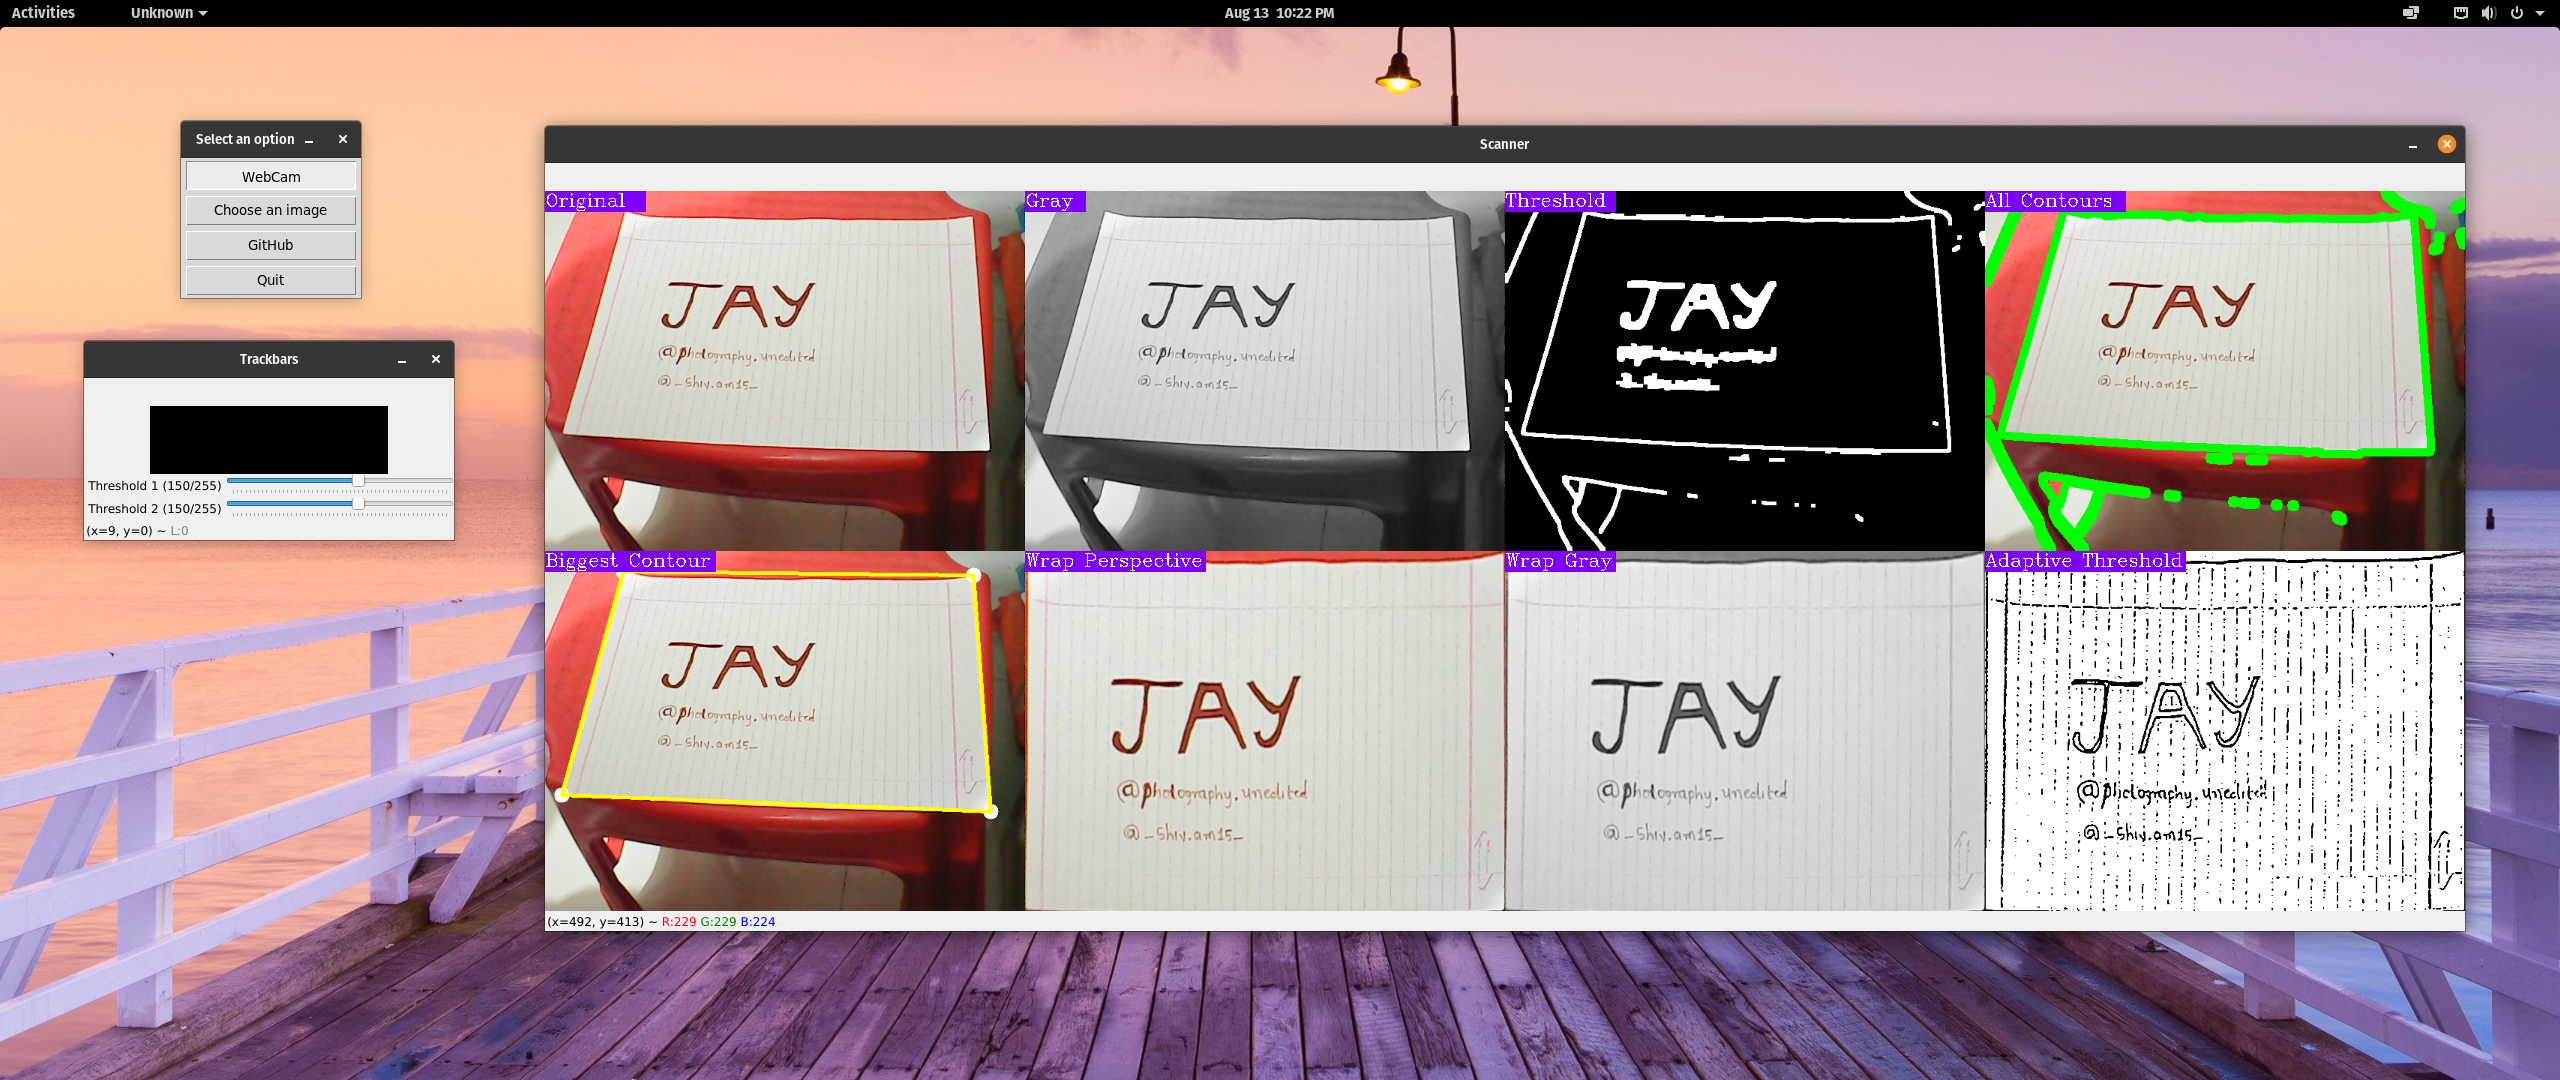 Activities
Unknown
Aug 13 10:22 PM
Select an option
WebCam
Choose an image
GitHub
Quit
Trackbars
Threshold 1 (150/255)
Threshold 2 (150/255)
(x=9, y=0) ~ L:0
Scanner
Original
JAY
@photography.unedited
@_Shiv.am15_
Gray
JAY
@photography.unedited
@_Shiv.am15_
Threshold
JAY
All Contours
JAY
@photography.unedited
@_Shiv.am15_
Biggest Contour
JAY
@photography.unedited
@_Shiv.am15_
Wrap Perspective
JAY
@photography.unedited
@_Shiv.am15_
Wrap Gray
JAY
@photography.unedited
@_Shiv.am15_
Adaptive Threshold
JAY
@photography.unedited
@_Shiv.am15_
(x=492, y=413) ~ R:229 G:229 B:224